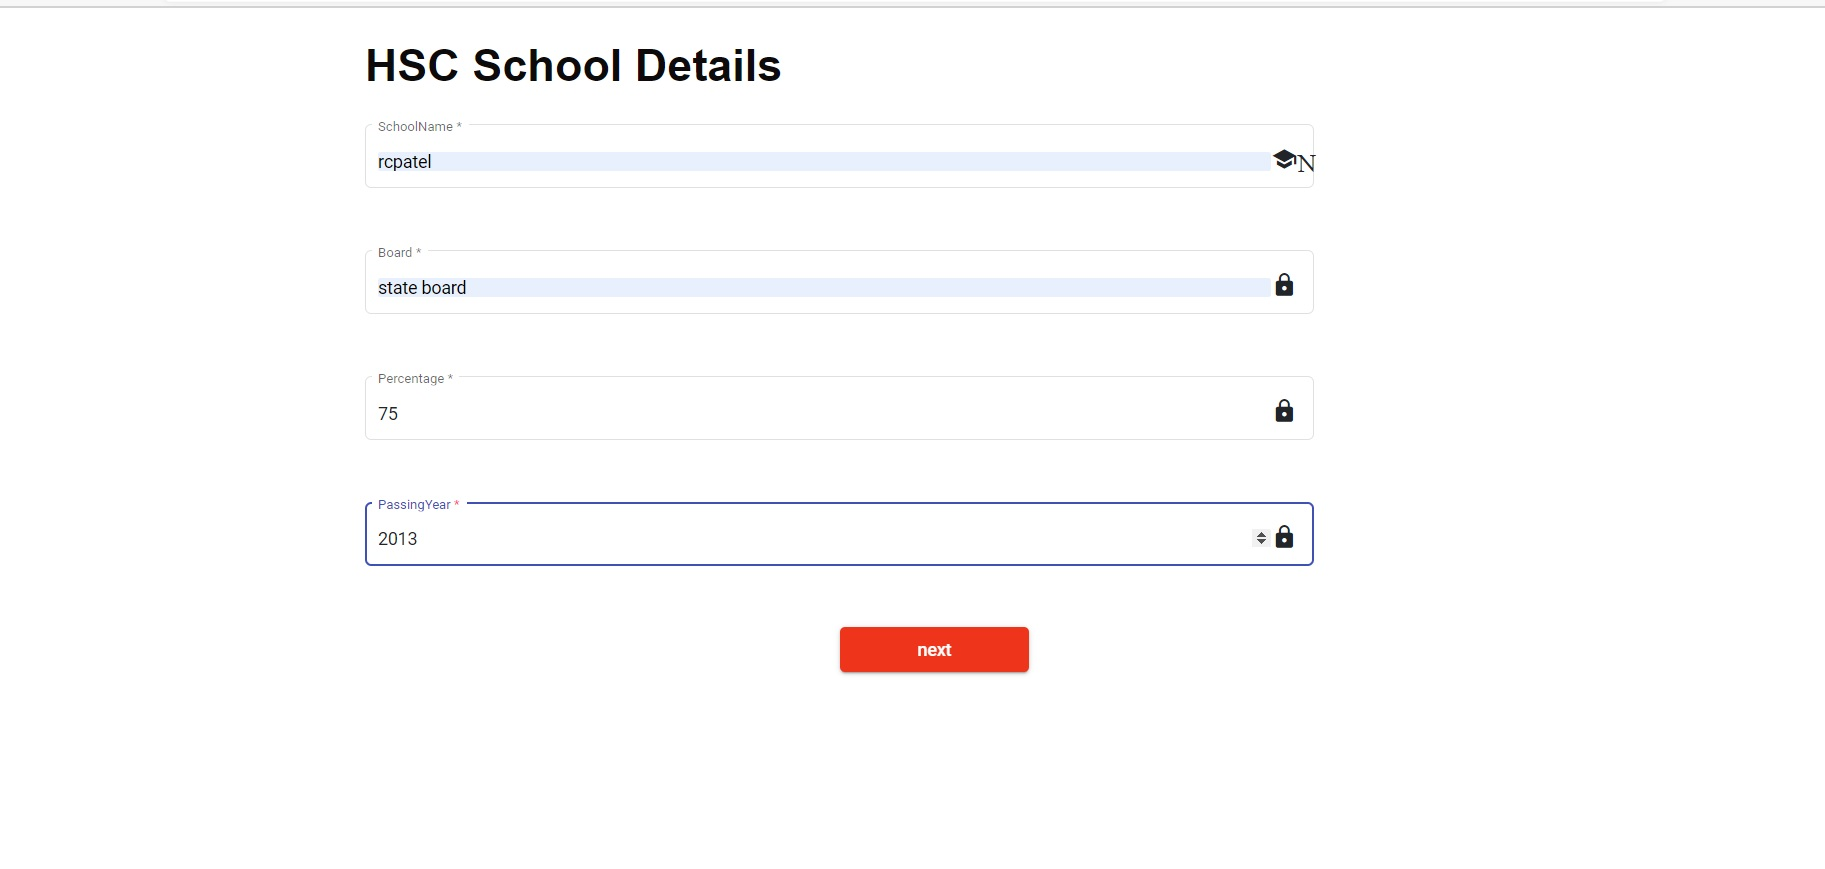 HSC School Details
SchoolName *
rcpatel
N
Board *
state board
Percentage *
75
PassingYear *
2013
next